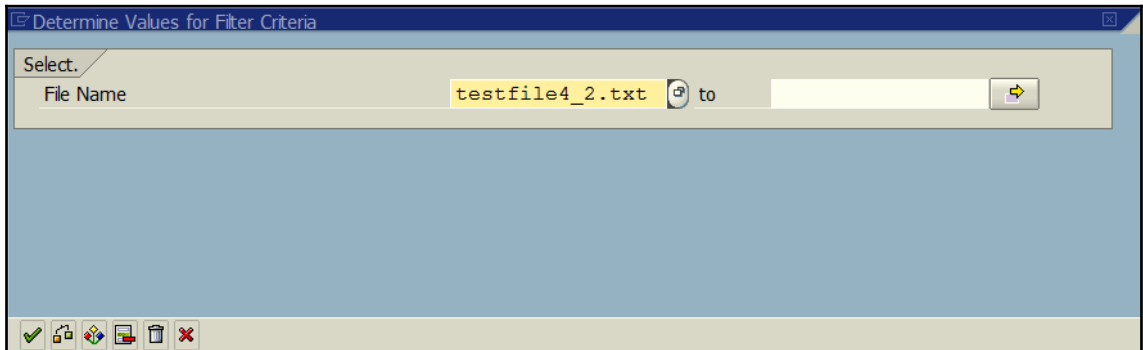 Determine Values for Filter Criteria
Select.
File Name testfile4_2.txt to